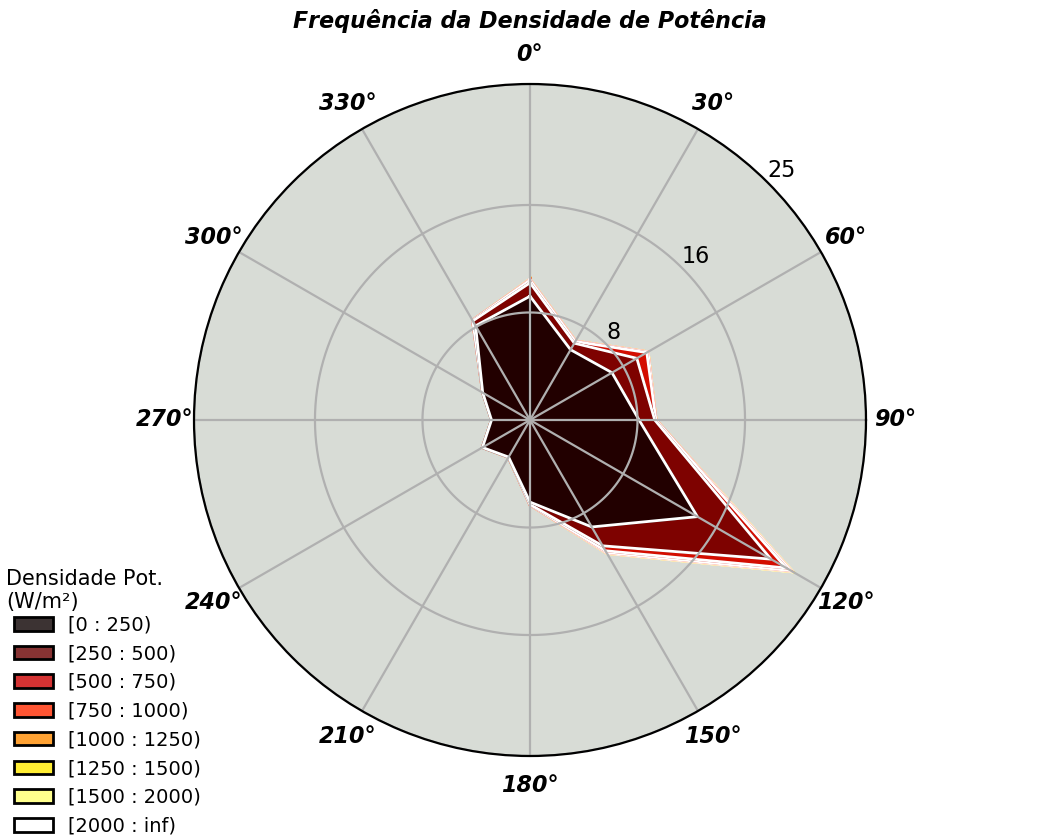 Frequência da Densidade de Potência
0°
330°
30°
25
300°
60°
16
8
270°
90°
240°
120°
210°
150°
180°
Densidade Pot.
(W/m²)
[0 : 250)
[250 : 500)
[500 : 750)
[750 : 1000)
[1000 : 1250)
[1250 : 1500)
[1500 : 2000)
[2000 : inf)